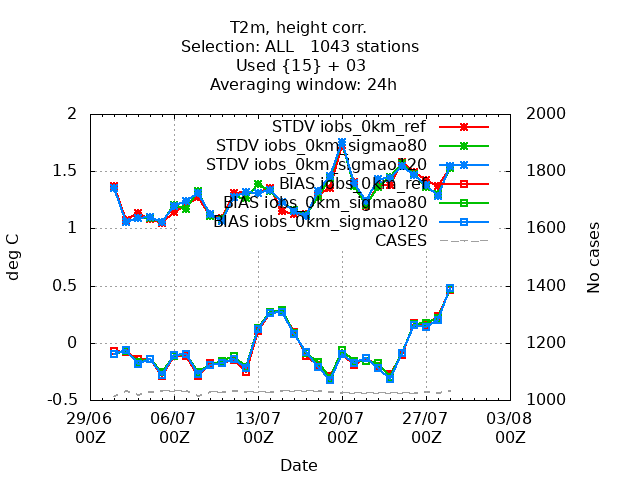 T2m, height corr.
Selection: ALL   1043 stations
Used {15} + 03
Averaging window: 24h
2
1.5
1
0.5
0
-0.5
deg C
2000
1800
1600
1400
1200
1000
No cases
STDV iobs_0km_ref
STDV iobs_0km_sigmao80
STDV iobs_0km_sigmao120
BIAS iobs_0km_ref
BIAS iobs_0km_sigmao80
BIAS iobs_0km_sigmao120
CASES
29/06 06/07 13/07 20/07 27/07 03/08
00Z 00Z 00Z 00Z 00Z 00Z
Date